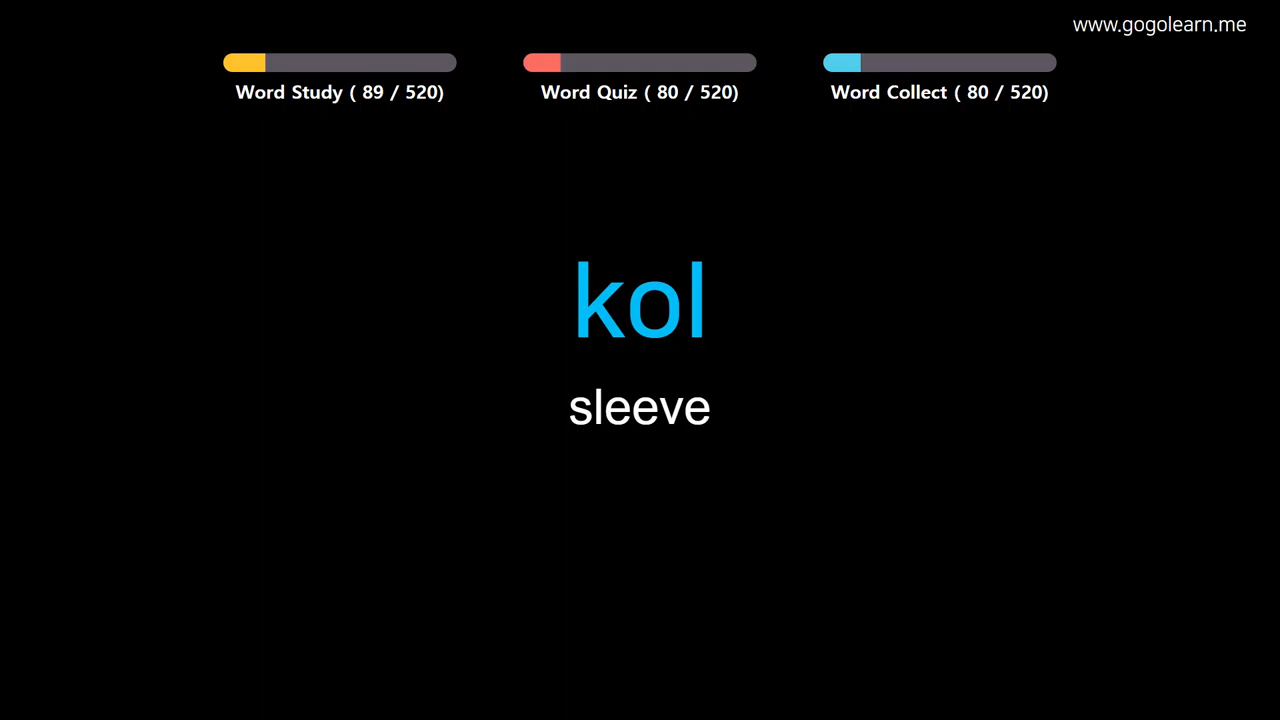 www.gogolearn.me
Word Study ( 89 / 520)
Word Quiz ( 80 / 520)
Word Collect ( 80 / 520)
kol
sleeve